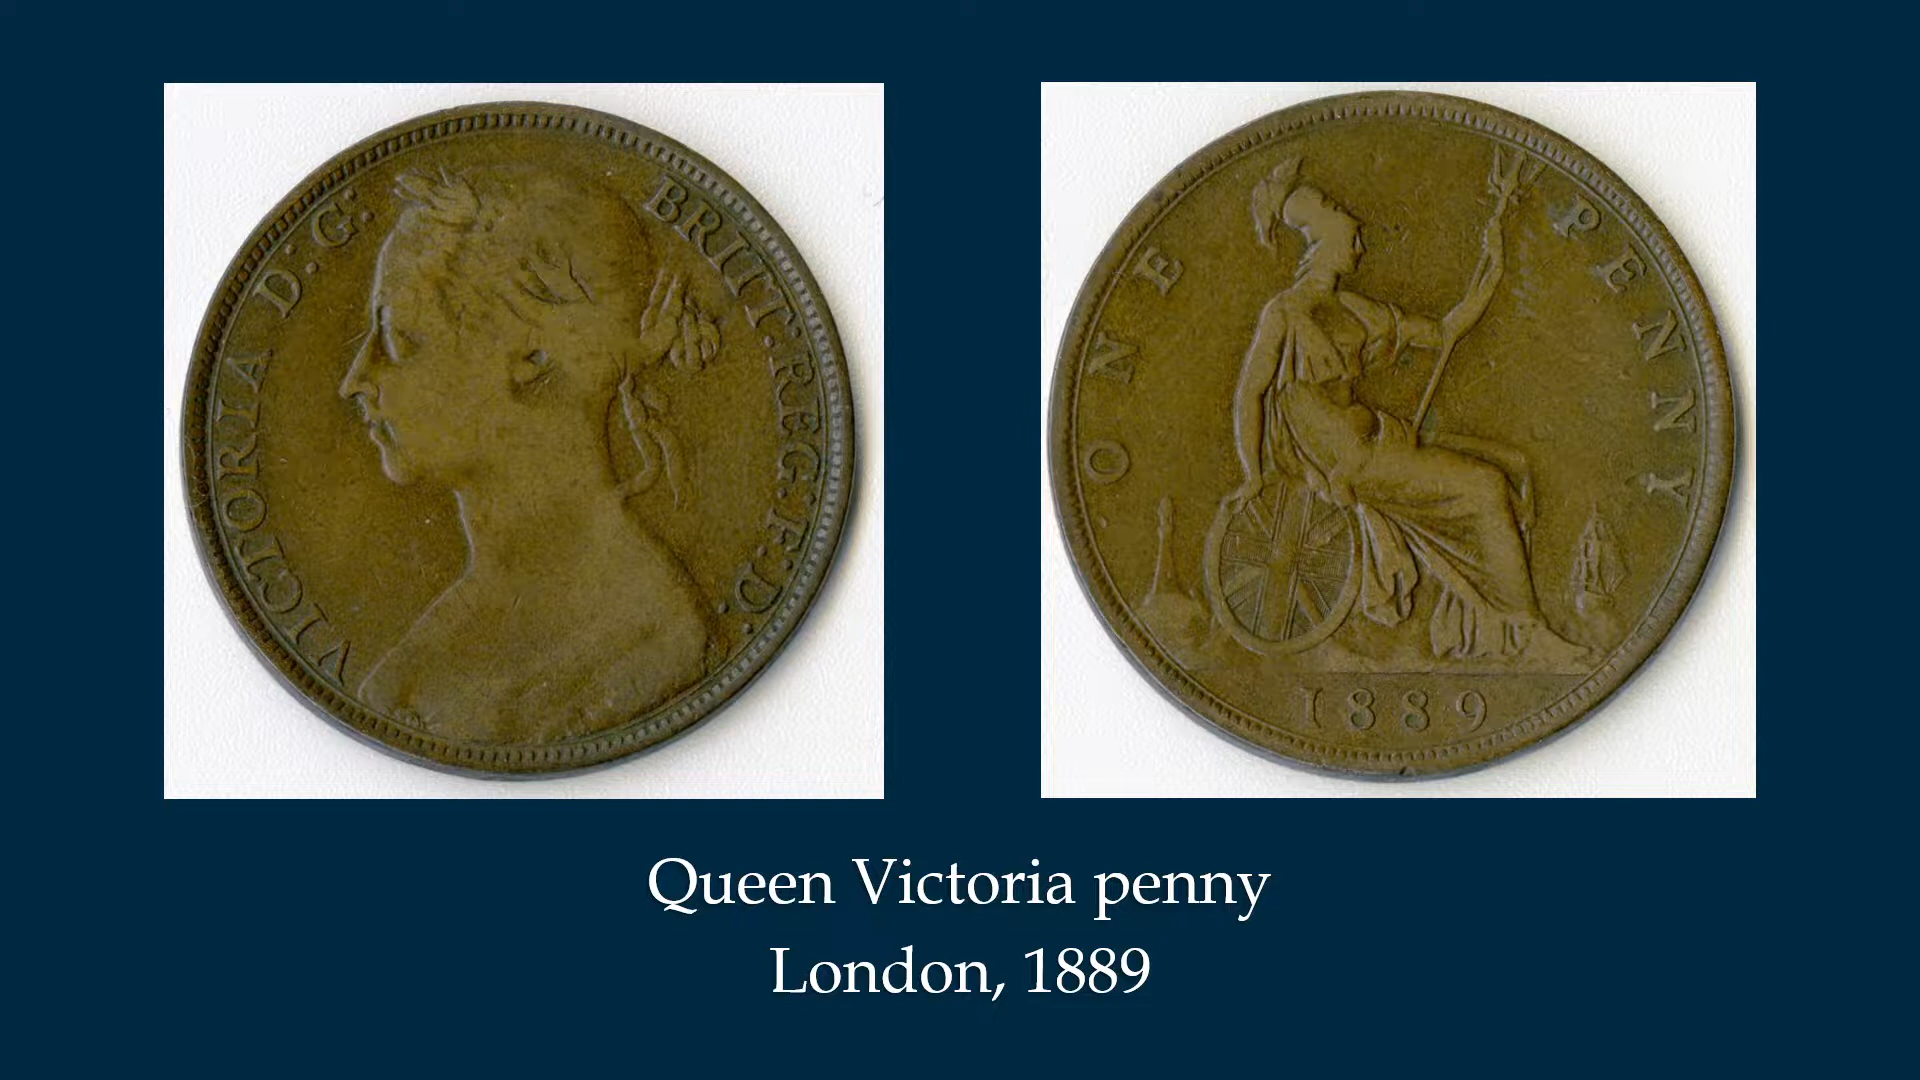 VICTORIA D: G: BRITT: REG: F: D:
ONE PENNY
1889
Queen Victoria penny
London, 1889